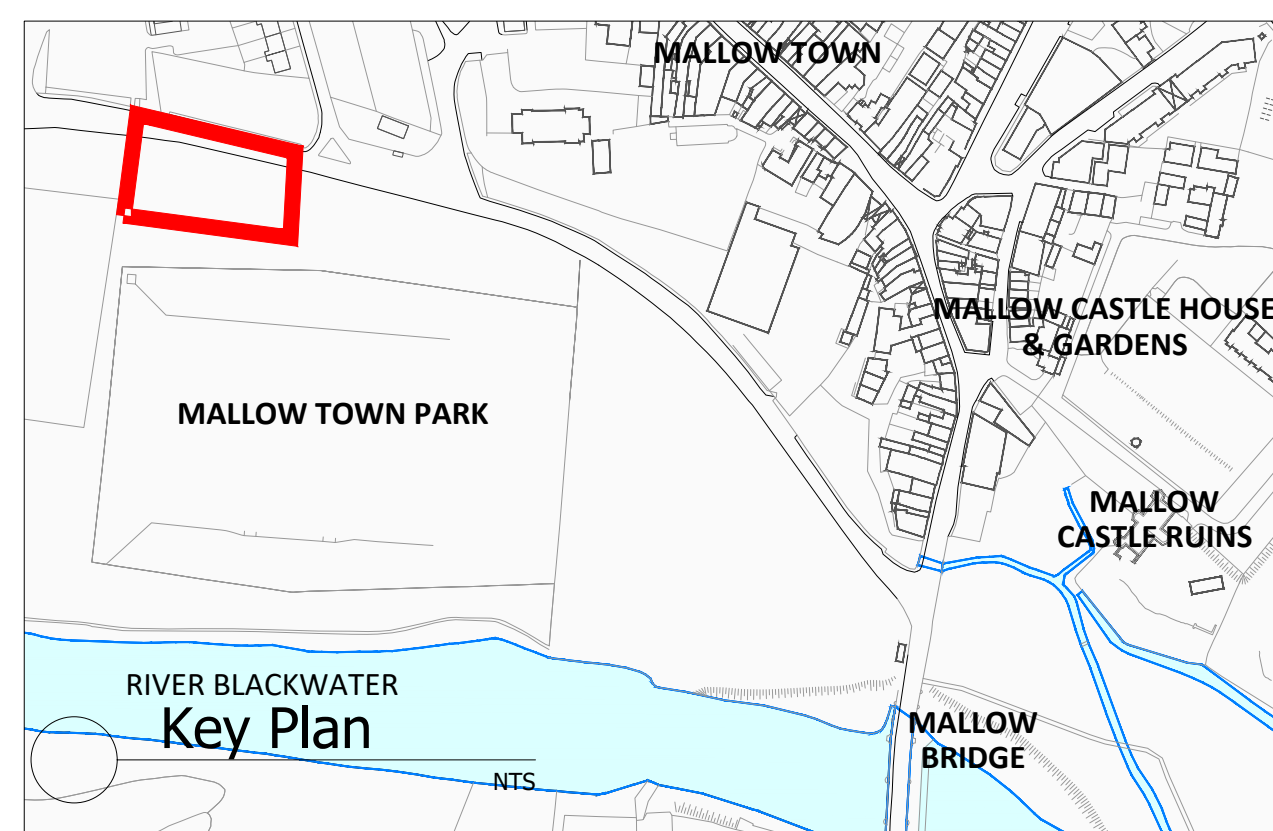 MALLOW TOWN
MALLOW CASTLE HOUSE
& GARDENS
MALLOW TOWN PARK
MALLOW
CASTLE RUINS
RIVER BLACKWATER
Key Plan
NTS
MALLOW
BRIDGE